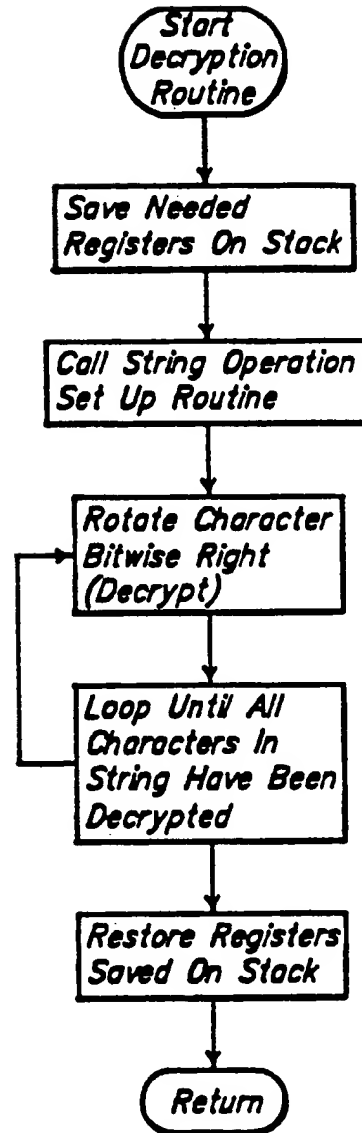 Start
Decryption
Routine
Save Needed
Registers On Stack
Call String Operation
Set Up Routine
Rotate Character
Bitwise Right
(Decrypt)
Loop Until All
Characters In
String Have Been
Decrypted
Restore Registers
Saved On Stack
Return